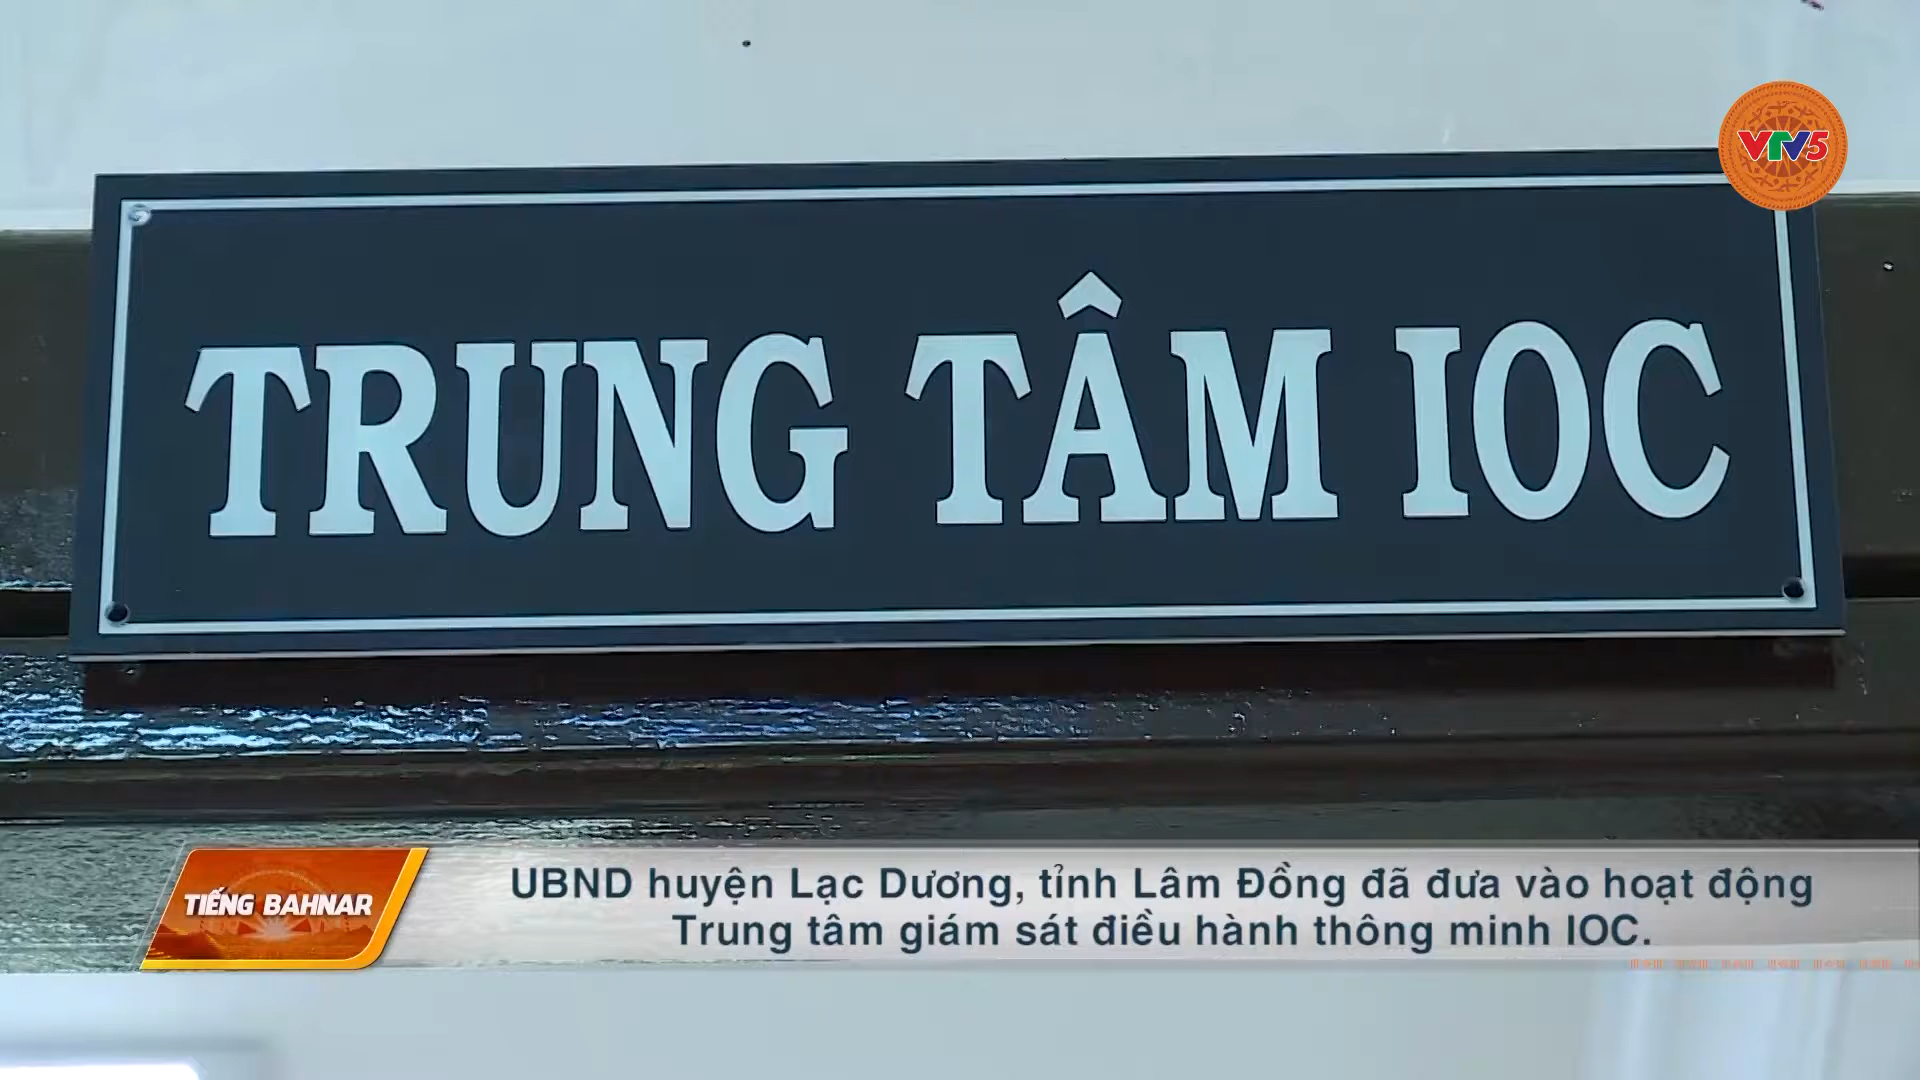 VTV5
TRUNG TÂM IOC
TIẾNG BAHNAR
UBND huyện Lạc Dương, tỉnh Lâm Đồng đã đưa vào hoạt động
Trung tâm giám sát điều hành thông minh IOC.